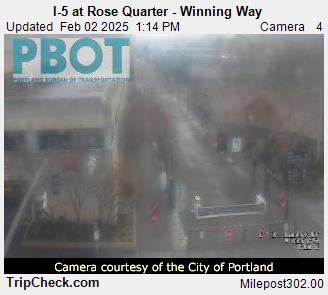 I-5 at Rose Quarter - Winning Way
Updated Feb 02 2025 1:14 PM Camera 4
PBOT
PORTLAND BUREAU OF TRANSPORTATION
Camera courtesy of the City of Portland
TripCheck.com Milepost302.00